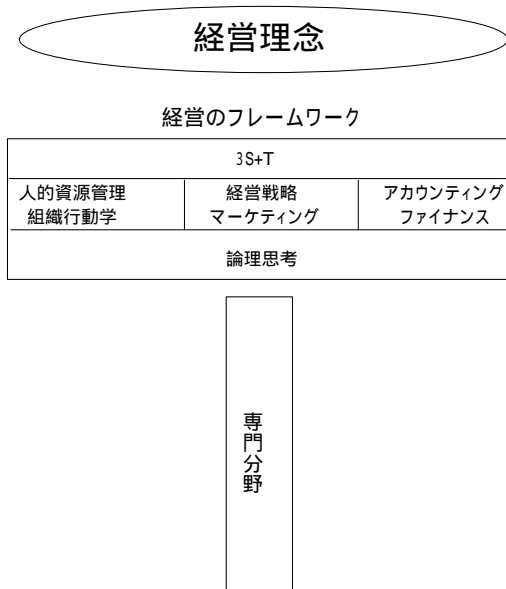 経営理念
経営のフレームワーク
3S+T
人的資源管理
組織行動学
経営戦略
マーケティング
アカウンティング
ファイナンス
論理思考
専門分野